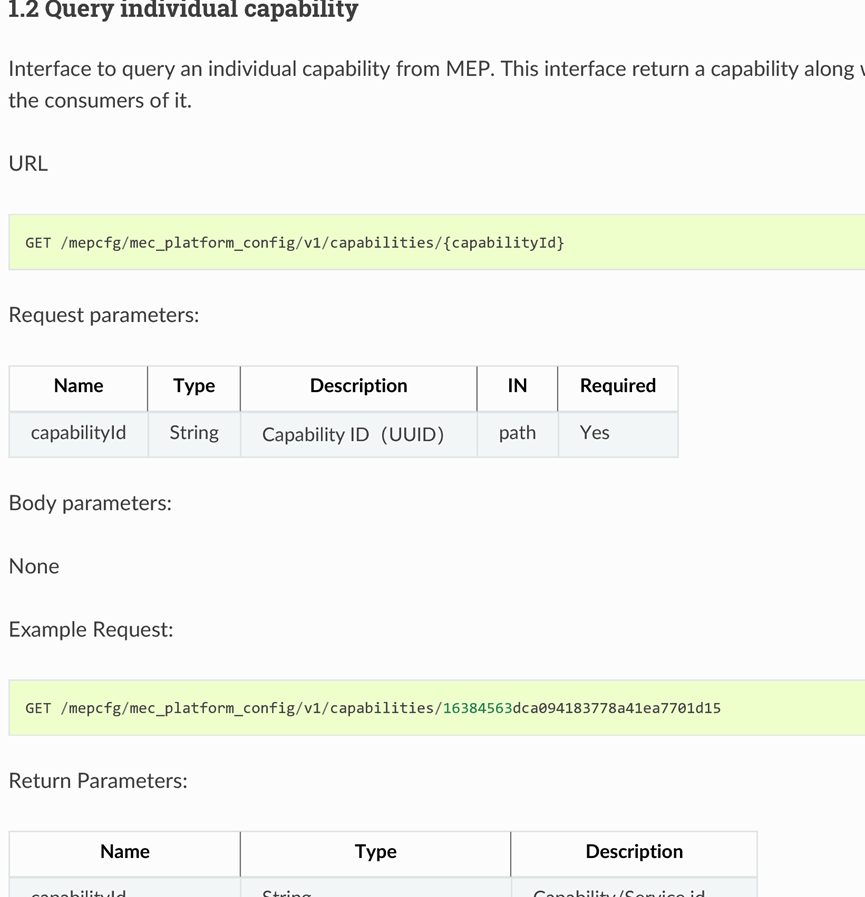 1.2 Query individual capability
Interface to query an individual capability from MEP. This interface return a capability along
the consumers of it.
URL
GET /mepcfg/mec_platform_config/v1/capabilities/{capabilityId}
Request parameters:
Name Type Description IN Required
capabilityId String Capability ID（UUID） path Yes
Body parameters:
None
Example Request:
GET /mepcfg/mec_platform_config/v1/capabilities/16384563dca094183778a41ea7701d15
Return Parameters:
Name Type Description
capabilityId String Capability/Service id